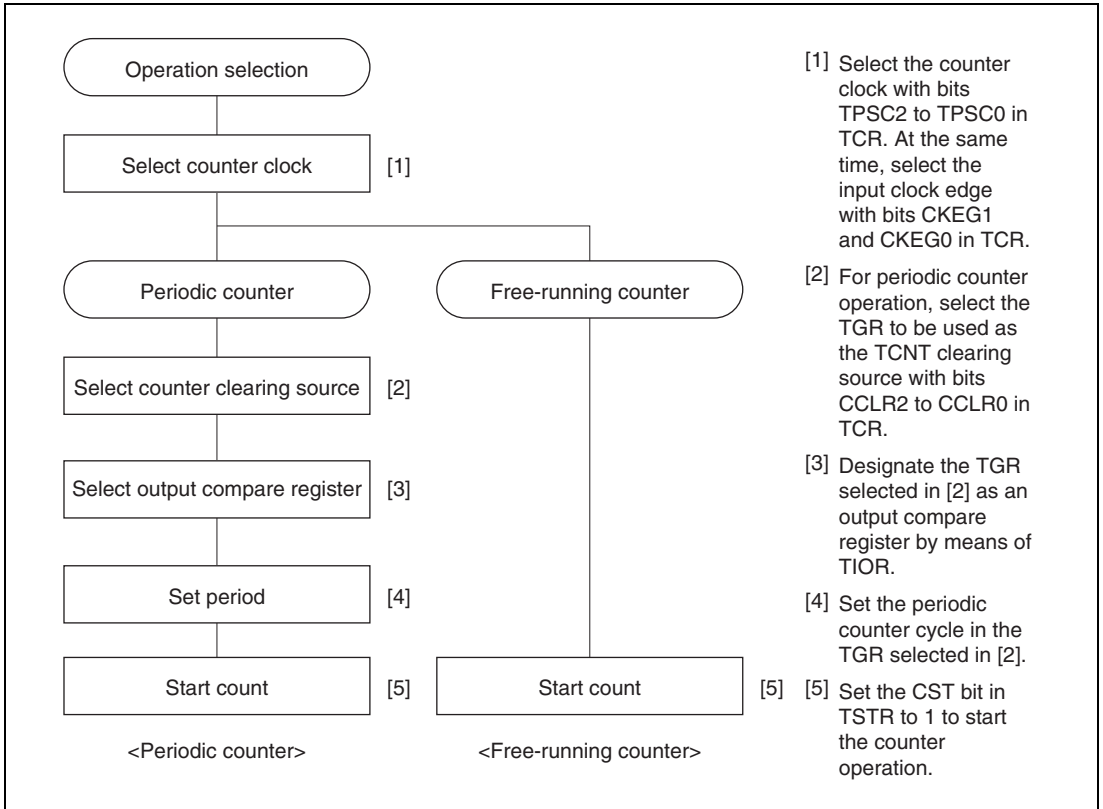 Operation selection
Select counter clock
[1]
Periodic counter
Free-running counter
Select counter clearing source
[2]
Select output compare register
[3]
Set period
[4]
Start count
[5]
Start count
[5]
<Periodic counter>
<Free-running counter>
[1] Select the counter
clock with bits
TPSC2 to TPSC0 in
TCR. At the same
time, select the
input clock edge
with bits CKEG1
and CKEG0 in TCR.
[2] For periodic counter
operation, select the
TGR to be used as
the TCNT clearing
source with bits
CCLR2 to CCLR0 in
TCR.
[3] Designate the TGR
selected in [2] as an
output compare
register by means of
TIOR.
[4] Set the periodic
counter cycle in the
TGR selected in [2].
[5] Set the CST bit in
TSTR to 1 to start
the counter
operation.